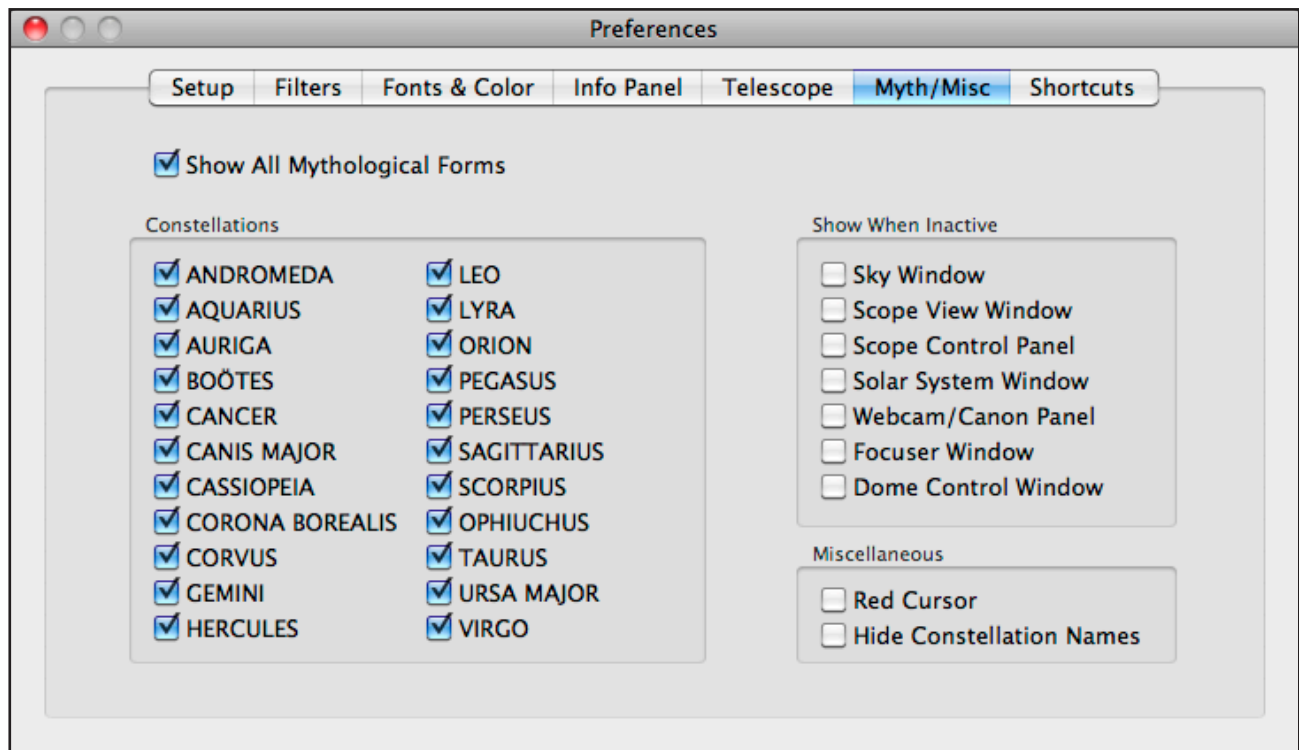 Preferences
Setup Filters Fonts & Color Info Panel Telescope Myth/Misc Shortcuts
Show All Mythological Forms
Constellations
ANDROMEDA
AQUARIUS
AURIGA
BOÖTES
CANCER
CANIS MAJOR
CASSIOPEIA
CORONA BOREALIS
CORVUS
GEMINI
HERCULES
LEO
LYRA
ORION
PEGASUS
PERSEUS
SAGITTARIUS
SCORPIUS
OPHIUCHUS
TAURUS
URSA MAJOR
VIRGO
Show When Inactive
Sky Window
Scope View Window
Scope Control Panel
Solar System Window
Webcam/Canon Panel
Focuser Window
Dome Control Window
Miscellaneous
Red Cursor
Hide Constellation Names